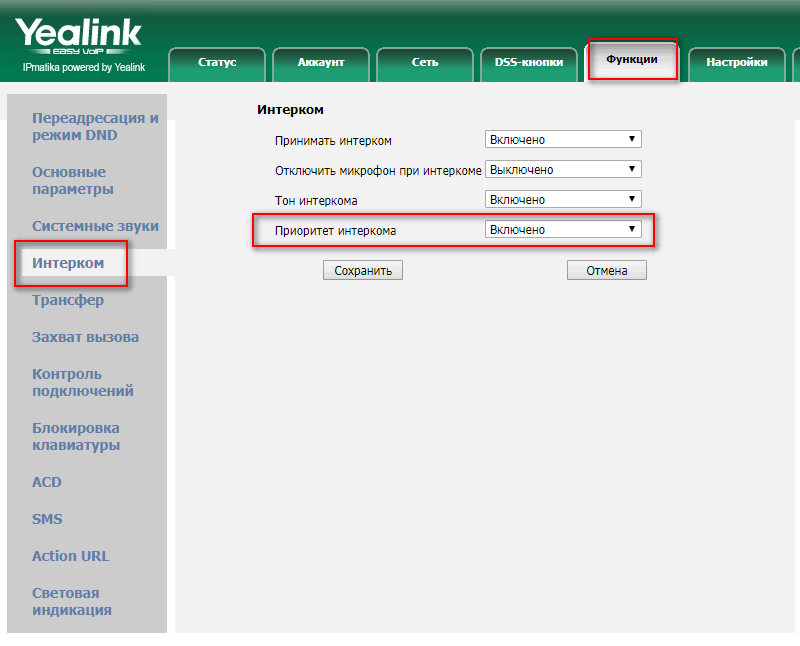 Yealink
EASY VoIP
IPmatika powered by Yealink
Статус
Аккаунт
Сеть
DSS-кнопки
Функции
Настройки
Переадресация и
режим DND
Основные
параметры
Системные звуки
Интерком
Трансфер
Захват вызова
Контроль
подключений
Блокировка
клавиатуры
ACD
SMS
Action URL
Световая
индикация
Интерком
Принимать интерком Включено
Отключить микрофон при интеркоме Выключено
Тон интеркома Включено
Приоритет интеркома Включено
Сохранить Отмена